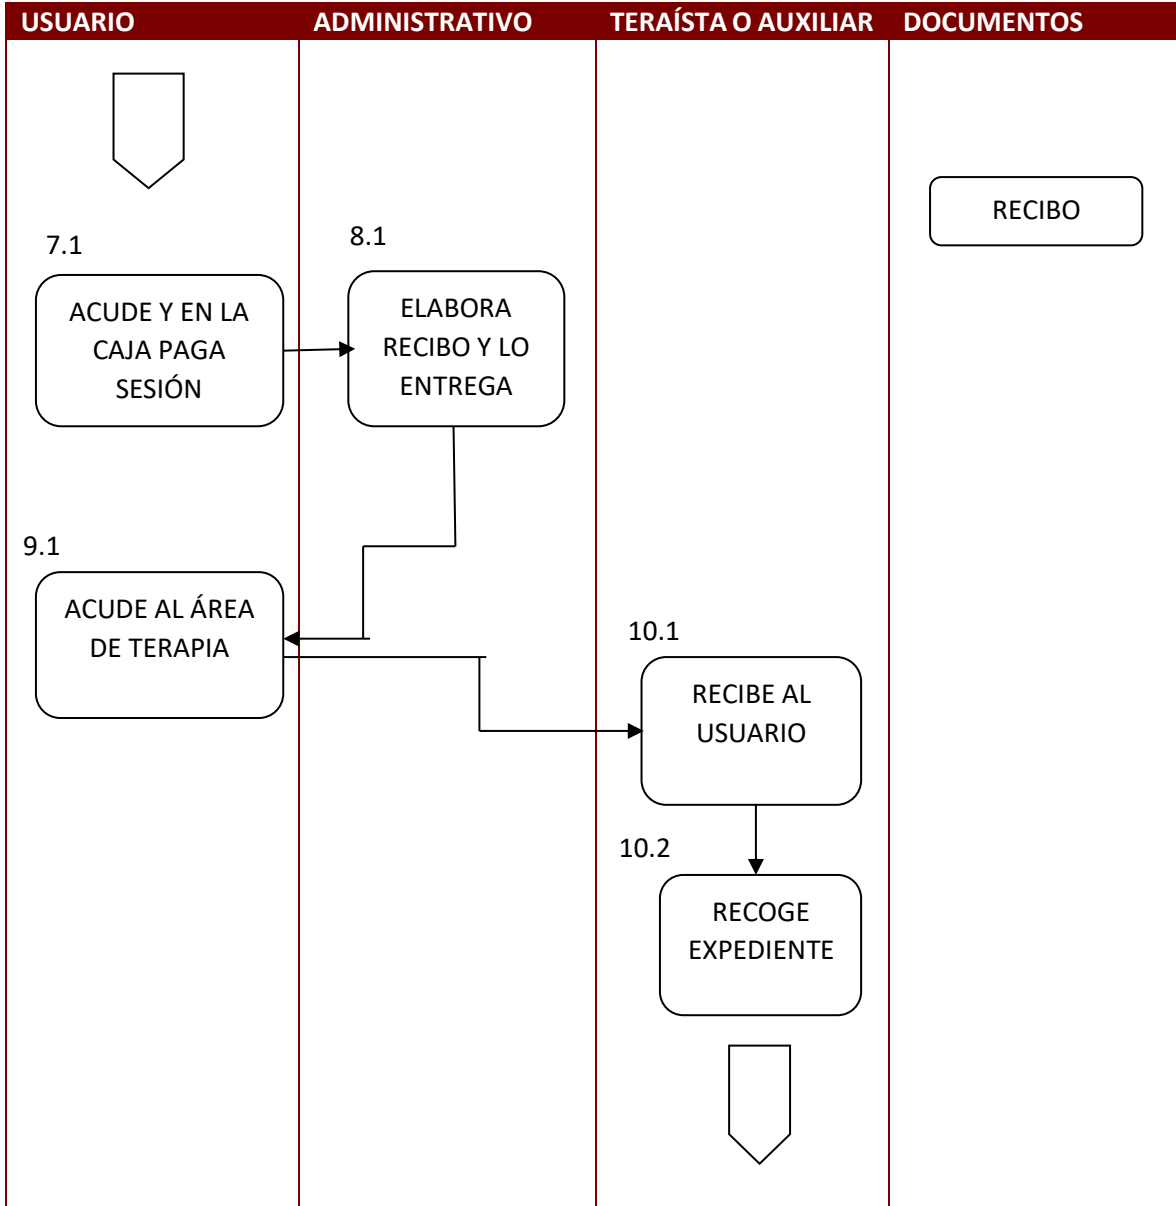 USUARIO
ADMINISTRATIVO
TERAÍSTA O AUXILIAR
DOCUMENTOS
RECIBO
7.1
8.1
ACUDE Y EN LA
CAJA PAGA
SESIÓN
ELABORA
RECIBO Y LO
ENTREGA
9.1
ACUDE AL ÁREA
DE TERAPIA
10.1
RECIBE AL
USUARIO
10.2
RECOGE
EXPEDIENTE